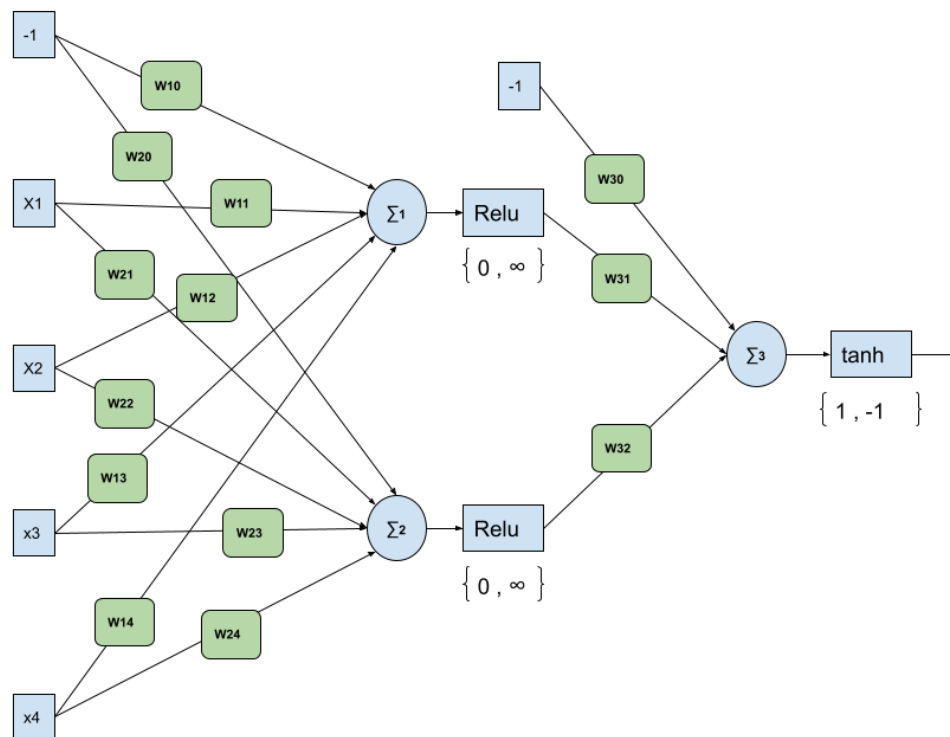 -1
W10
-1
W20
W30
X1
W11
∑1
Relu
{ 0 , ∞ }
W21
W12
W31
X2
∑3
tanh
{ 1 , -1 }
W22
W32
W13
x3
W23
∑2
Relu
{ 0 , ∞ }
W14
W24
x4